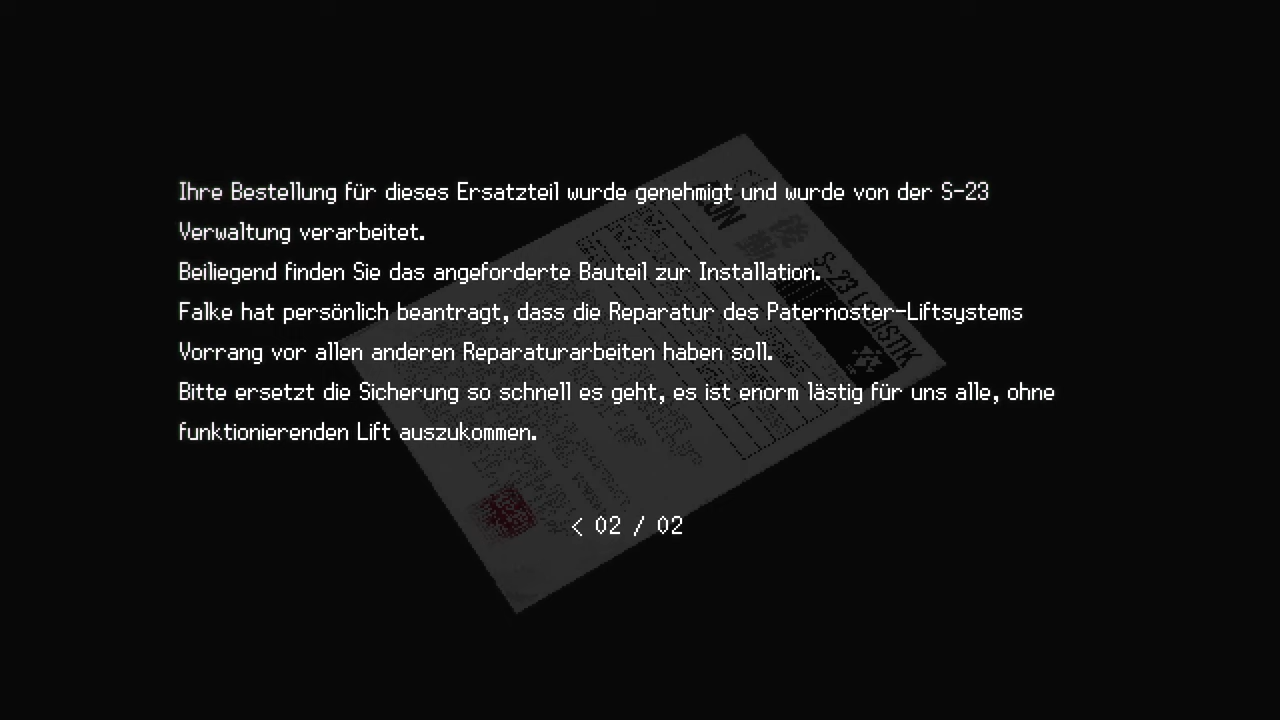 Ihre Bestellung für dieses Ersatzteil wurde genehmigt und wurde von der S-23
Verwaltung verarbeitet.
Beiliegend finden Sie das angeforderte Bauteil zur Installation.
Falke hat persönlich beantragt, dass die Reparatur des Paternoster-Liftsystems
Vorrang vor allen anderen Reparaturarbeiten haben soll.
Bitte ersetzt die Sicherung so schnell es geht, es ist enorm lästig für uns alle, ohne
funktionierenden Lift auszukommen.
< 02 / 02
S-23 LOGISTIK